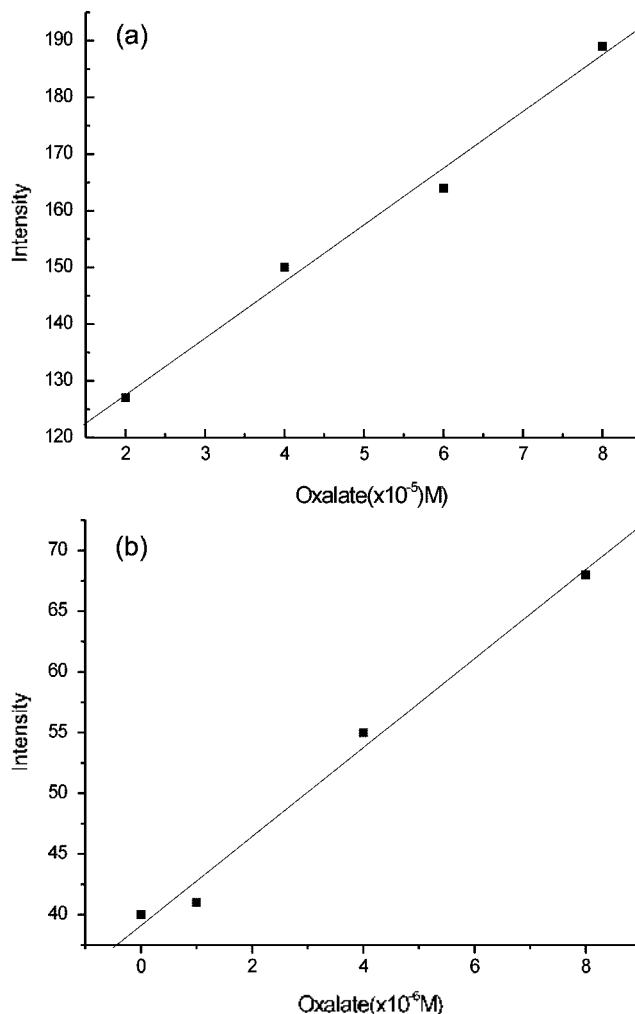 (a)
190
180
170
160
150
140
130
120
Intensity
2 3 4 5 6 7 8
Oxalate(x10⁻⁵)M)
(b)
70
65
60
55
50
45
40
Intensity
0 2 4 6 8
Oxalate(x10⁻⁶M)